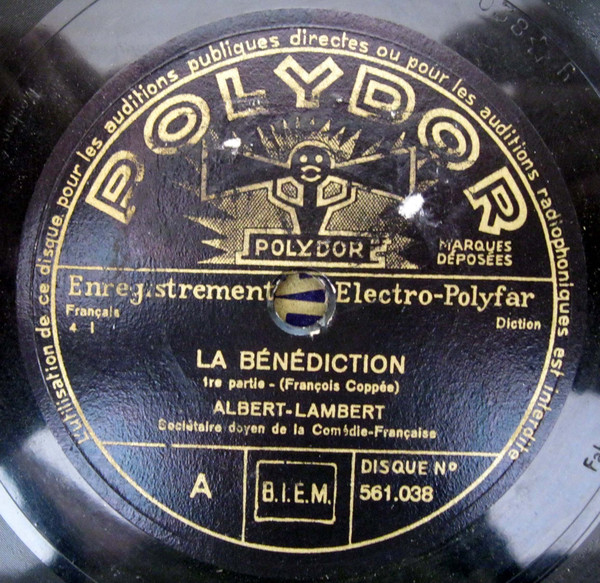 L'utilisation de ce disque pour les auditions publiques directes ou pour les auditions radiophoniques est interdite
POLYDOR
POLYDOR
MARQUES
DÉPOSÉES
Enregistrement Electro-Polyfar
Français
4 1
Diction
LA BÉNÉDICTION
1re partie - (François Coppée)
ALBERT-LAMBERT
Sociétaire doyen de la Comédie-Française
A
B.I.E.M.
DISQUE Nº
561.038